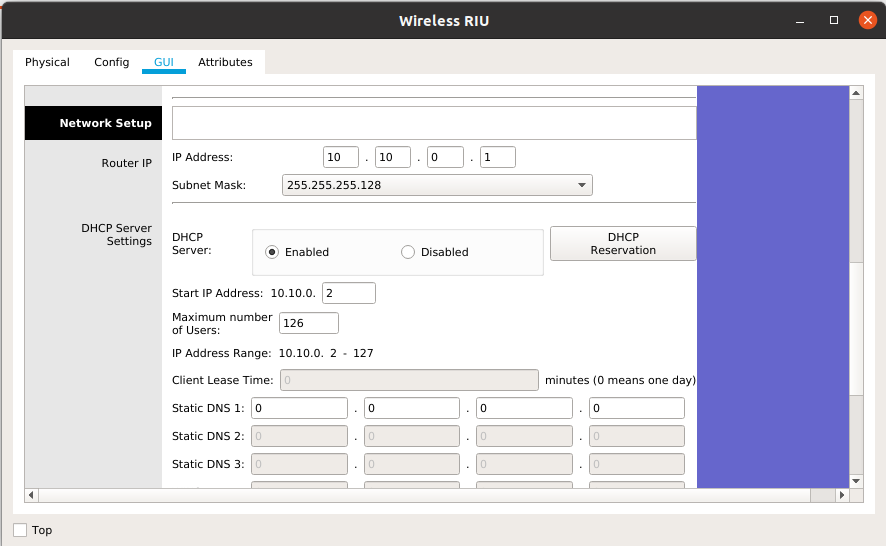 Wireless RIU
Physical Config GUI Attributes
Network Setup
Router IP
IP Address: 10 . 10 . 0 . 1
Subnet Mask: 255.255.255.128
DHCP Server
Settings
DHCP
Server:
Enabled Disabled
DHCP
Reservation
Start IP Address: 10.10.0. 2
Maximum number
of Users:
126
IP Address Range: 10.10.0. 2 - 127
Client Lease Time: 0 minutes (0 means one day)
Static DNS 1: 0 . 0 . 0 . 0
Static DNS 2: 0 . 0 . 0 . 0
Static DNS 3: 0 . 0 . 0 . 0
Top